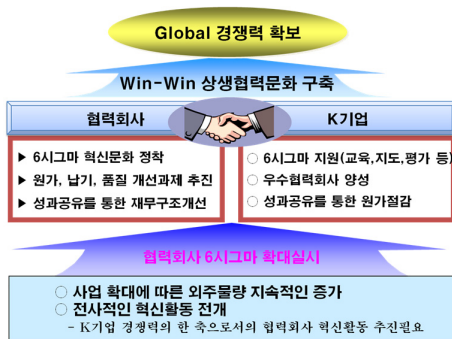 Global 경쟁력 확보
Win-Win 상생협력문화 구축
협력회사
K기업
▶ 6시그마 혁신문화 정착
▶ 원가, 납기, 품질 개선과제 추진
▶ 성과공유를 통한 재무구조개선
○ 6시그마 지원(교육,지도,평가 등)
○ 우수협력회사 양성
○ 성과공유를 통한 원가절감
협력회사 6시그마 확대실시
○ 사업 확대에 따른 외주물량 지속적인 증가
○ 전사적인 혁신활동 전개
- K기업 경쟁력의 한 축으로서의 협력회사 혁신활동 추진필요